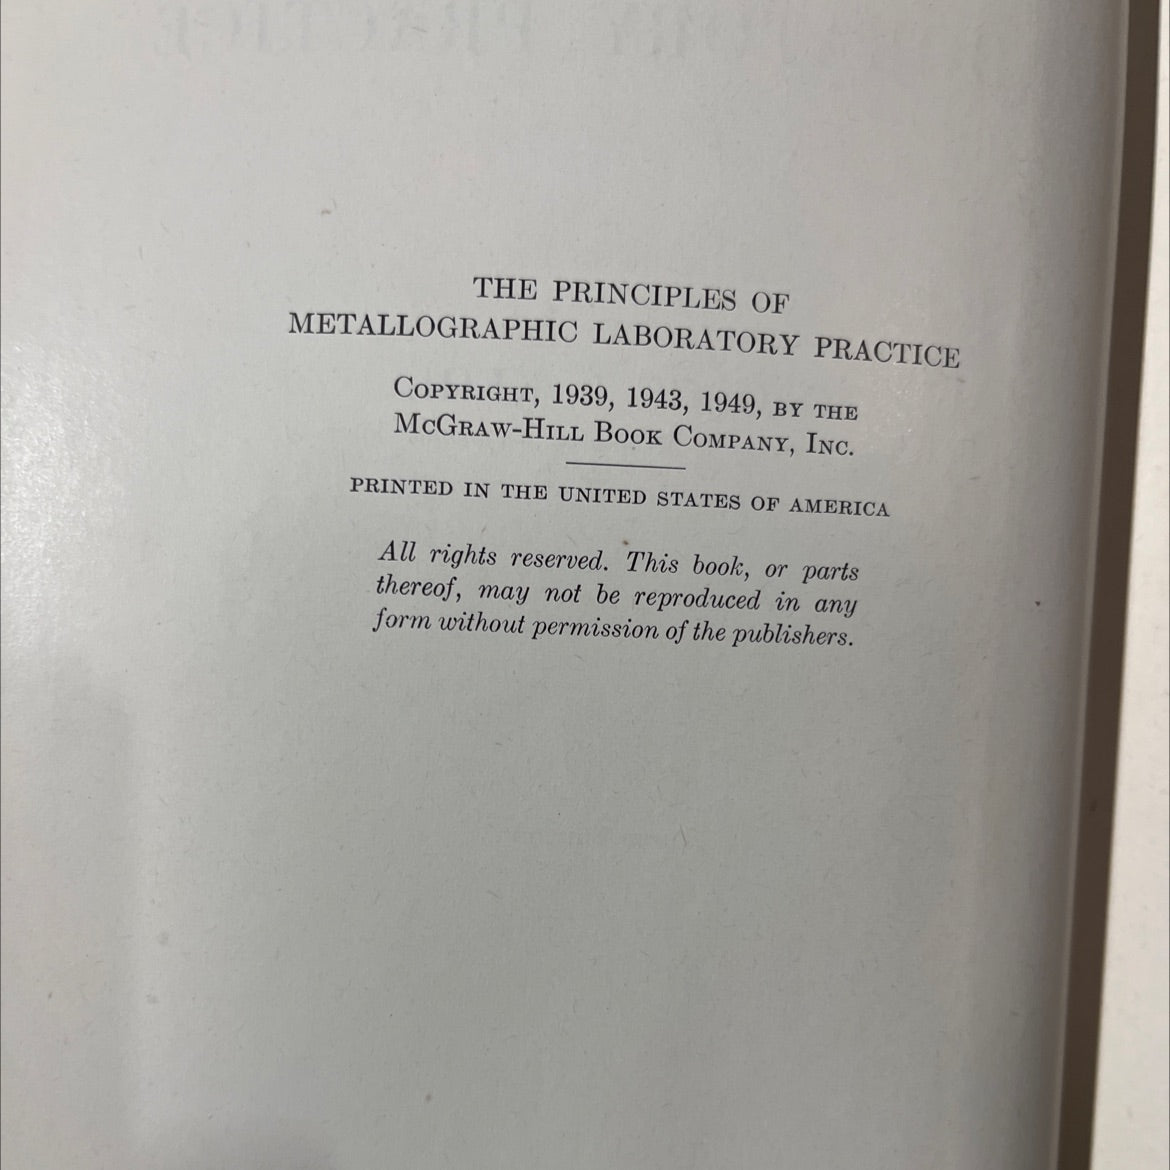 THE PRINCIPLES OF
METALLOGRAPHIC LABORATORY PRACTICE
COPYRIGHT, 1939, 1943, 1949, BY THE
MCGRAW-HILL BOOK COMPANY, INC.
PRINTED IN THE UNITED STATES OF AMERICA
All rights reserved. This book, or parts
thereof, may not be reproduced in any
form without permission of the publishers.